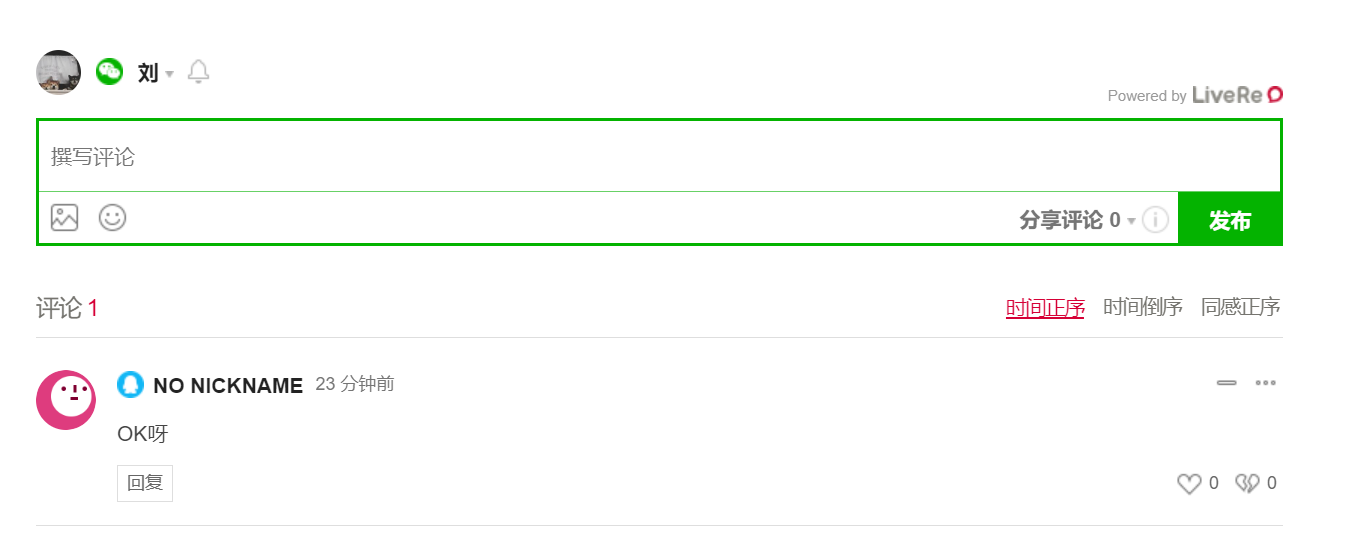 刘
Powered by LiveRe
撰写评论
分享评论 0
发布
评论 1
时间正序 时间倒序 同感正序
NO NICKNAME 23 分钟前
OK呀
回复
0 0